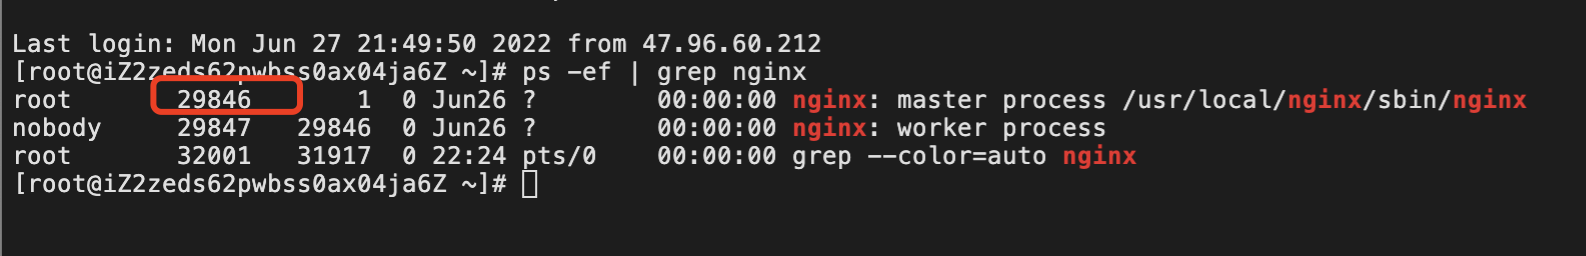 Last login: Mon Jun 27 21:49:50 2022 from 47.96.60.212
[root@iZ2zeds62pwbss0ax04ja6Z ~]# ps -ef | grep nginx
root       29846       1  0 Jun26 ?        00:00:00 nginx: master process /usr/local/nginx/sbin/nginx
nobody     29847   29846  0 Jun26 ?        00:00:00 nginx: worker process
root       32001   31917  0 22:24 pts/0    00:00:00 grep --color=auto nginx
[root@iZ2zeds62pwbss0ax04ja6Z ~]#